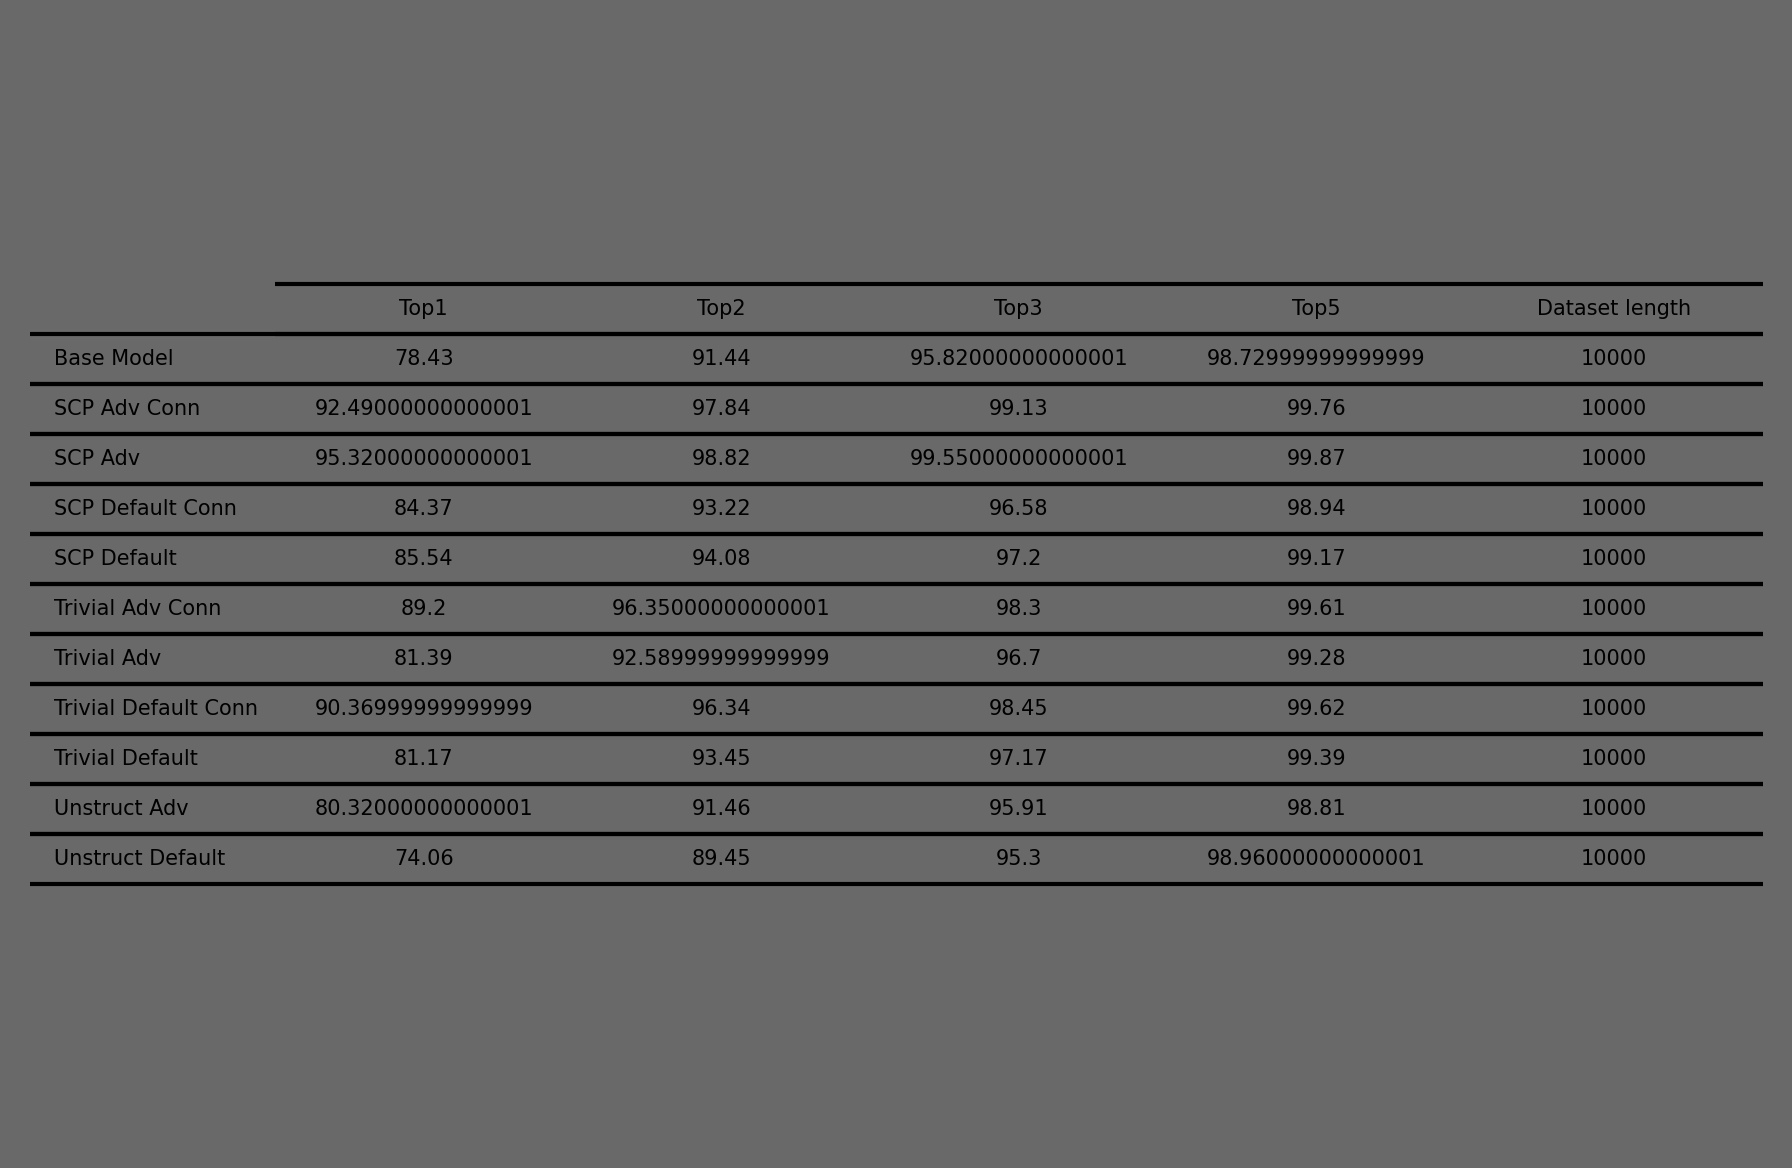 Top1 Top2 Top3 Top5 Dataset length
Base Model 78.43 91.44 95.82000000000001 98.72999999999999 10000
SCP Adv Conn 92.49000000000001 97.84 99.13 99.76 10000
SCP Adv 95.32000000000001 98.82 99.55000000000001 99.87 10000
SCP Default Conn 84.37 93.22 96.58 98.94 10000
SCP Default 85.54 94.08 97.2 99.17 10000
Trivial Adv Conn 89.2 96.35000000000001 98.3 99.61 10000
Trivial Adv 81.39 92.58999999999999 96.7 99.28 10000
Trivial Default Conn 90.36999999999999 96.34 98.45 99.62 10000
Trivial Default 81.17 93.45 97.17 99.39 10000
Unstruct Adv 80.32000000000001 91.46 95.91 98.81 10000
Unstruct Default 74.06 89.45 95.3 98.96000000000001 10000